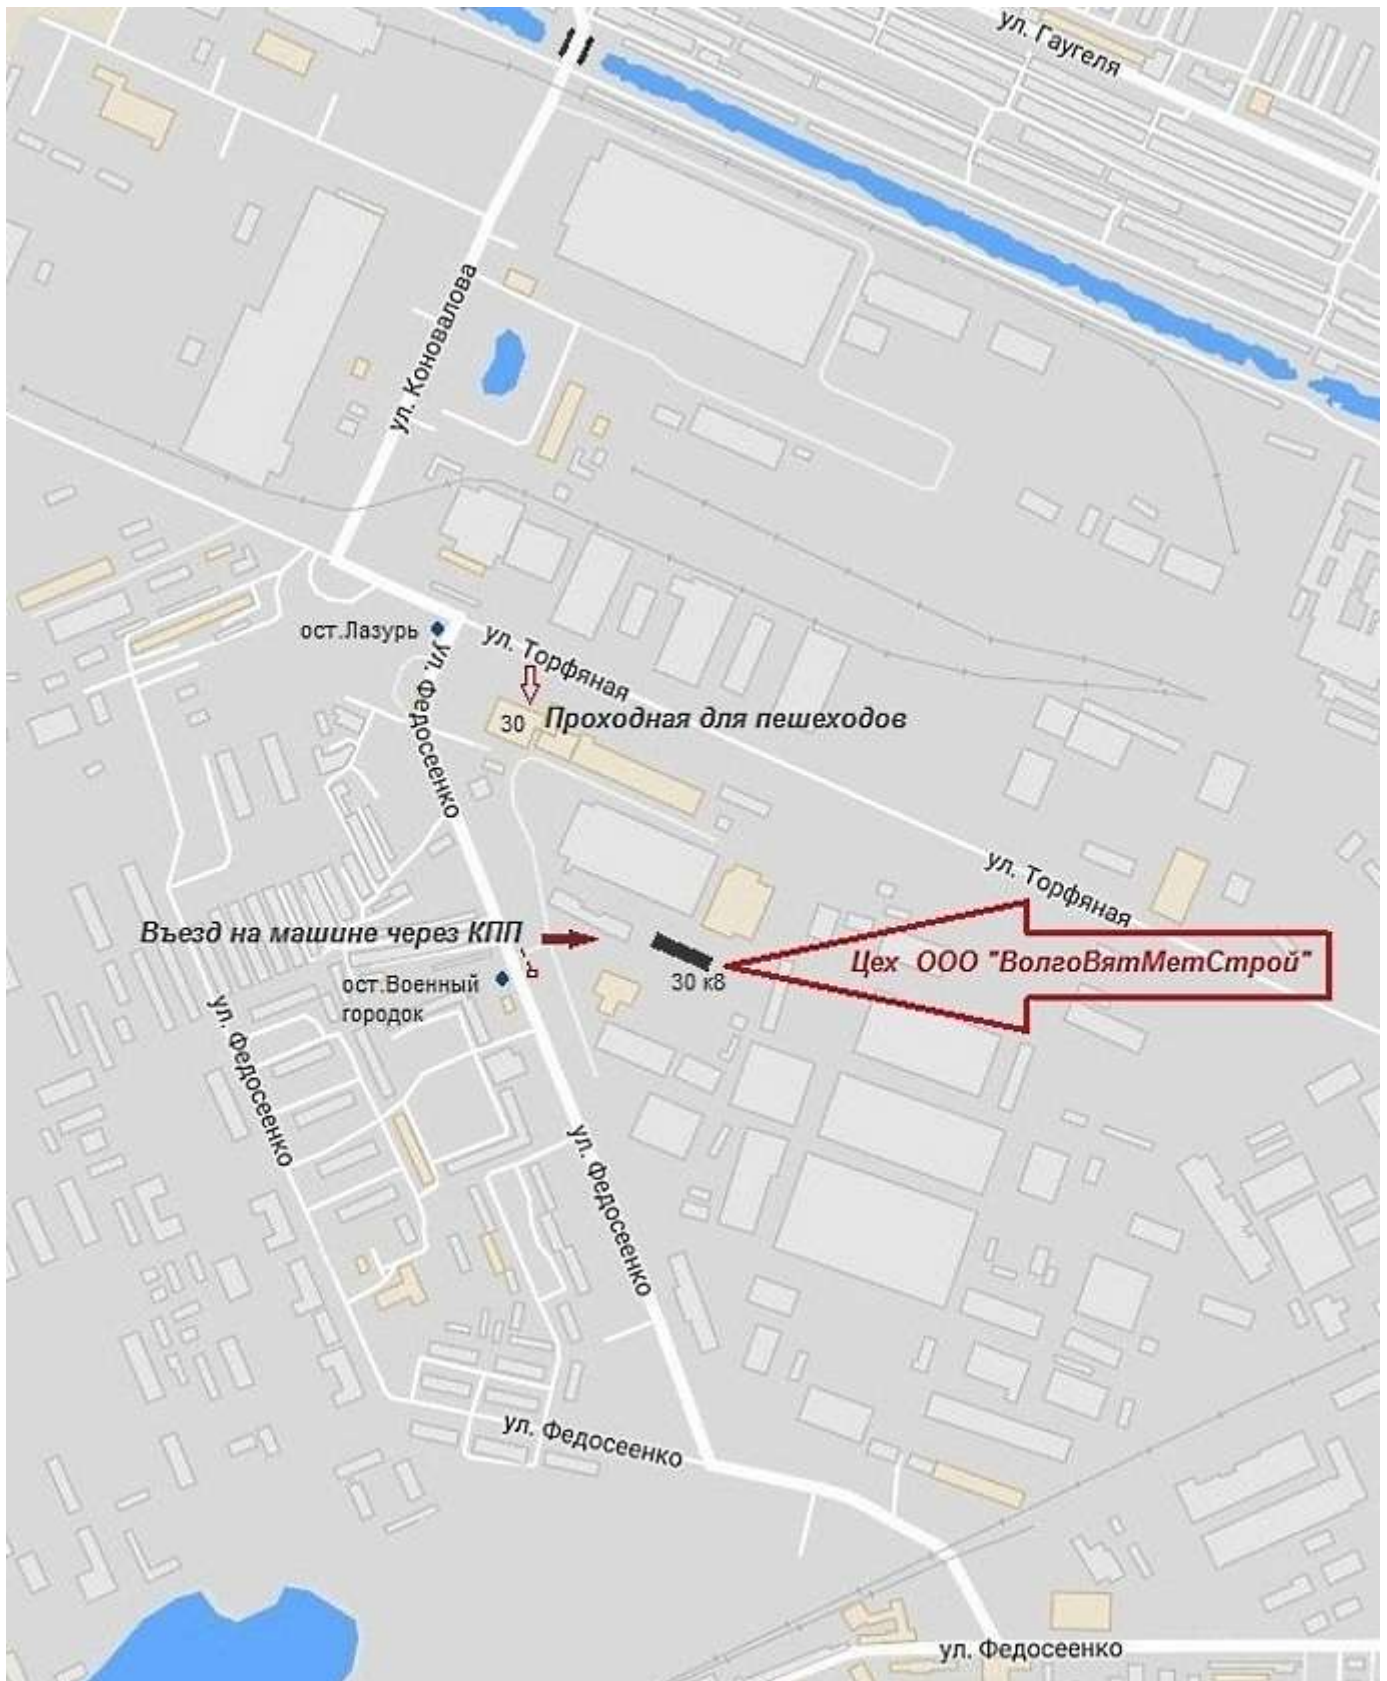 ул. Гаугеля
ул. Коновалова
ост.Лазурь
ул. Торфяная
ул. Федосеенко
30
Проходная для пешеходов
ул. Торфяная
Въезд на машине через КПП
Цех ООО "ВолгоВятМетСтрой"
30 к8
ост.Военный
городок
ул. Федосеенко
ул. Федосеенко
ул. Федосеенко
ул. Федосеенко